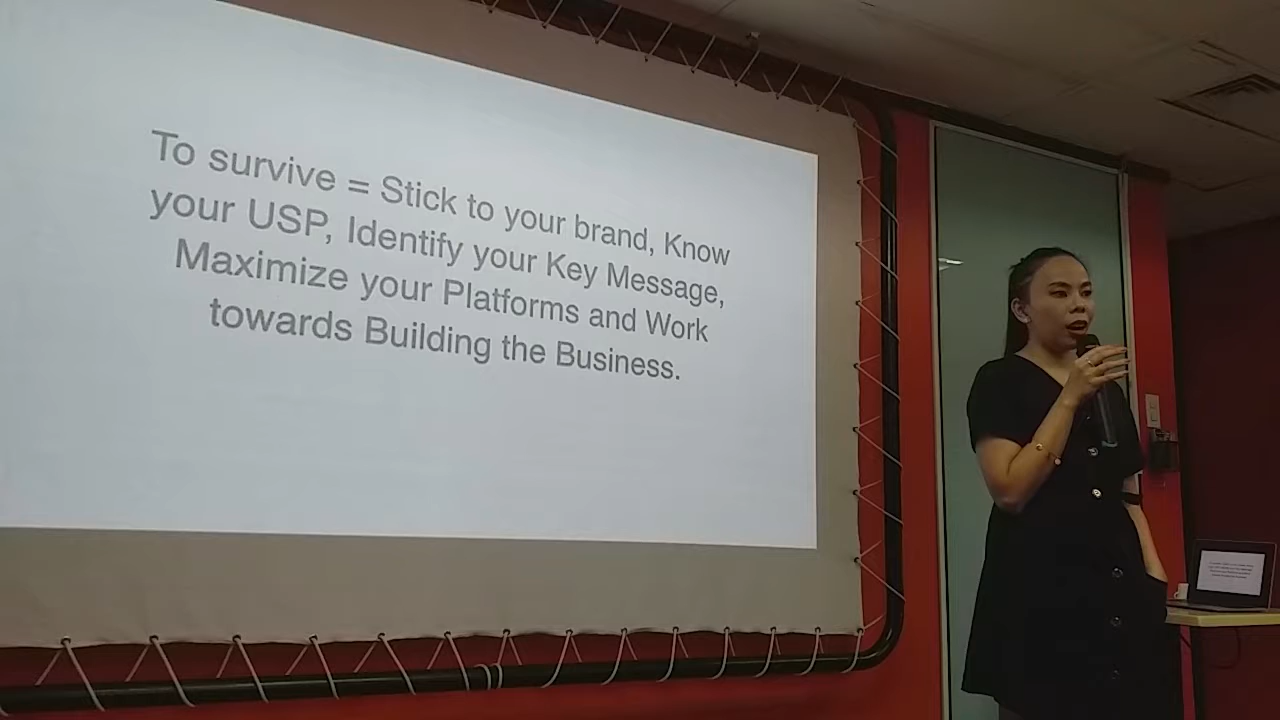 To survive = Stick to your brand, Know
your USP, Identify your Key Message,
Maximize your Platforms and Work
towards Building the Business.